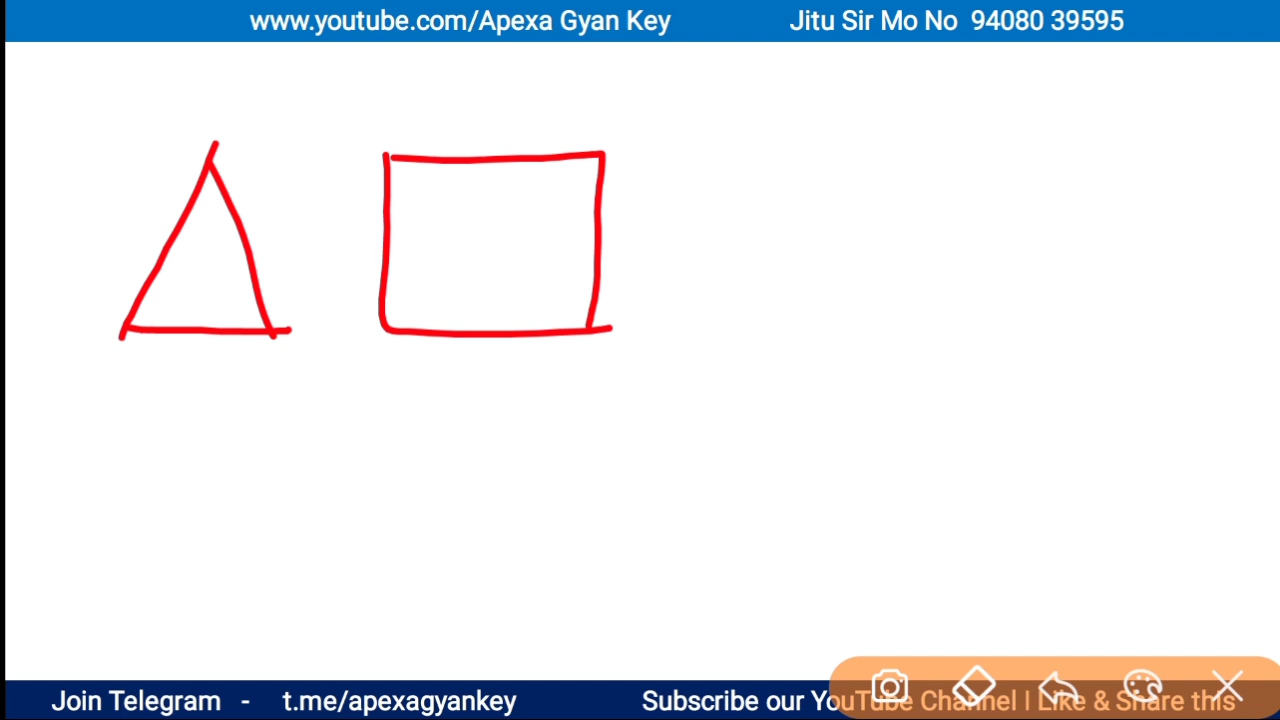 www.youtube.com/Apexa Gyan Key Jitu Sir Mo No 94080 39595
Join Telegram - t.me/apexagyankey Subscribe our YouTube Channel | Like & Share this